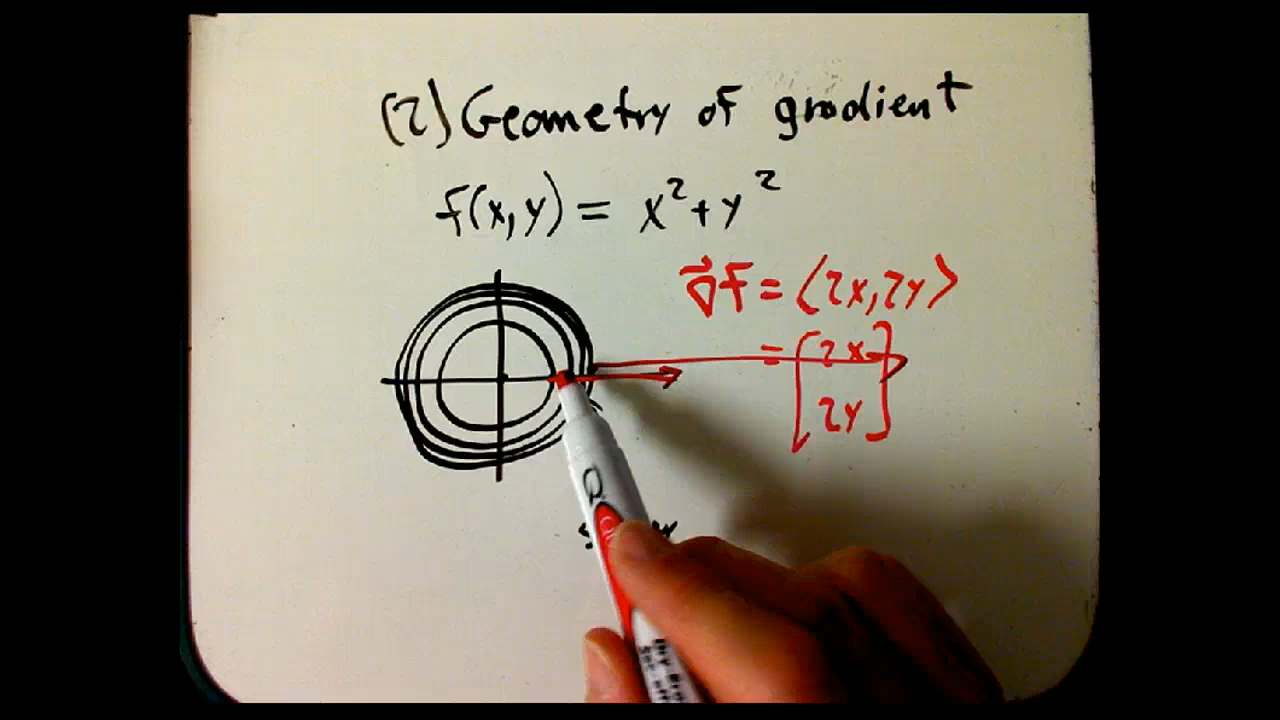 (2) Geometry of gradient
f(x,y) = x² + y²
∇⃗f = ⟨2x, 2y⟩
= [2x
2y]